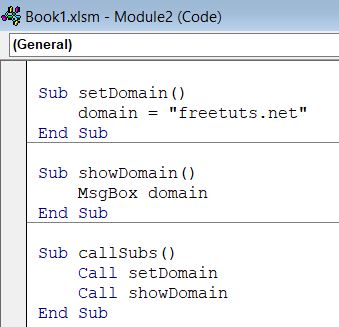 Book1.xlsm - Module2 (Code)
(General)
Sub setDomain()
    domain = "freetuts.net"
End Sub
Sub showDomain()
    MsgBox domain
End Sub
Sub callSubs()
    Call setDomain
    Call showDomain
End Sub